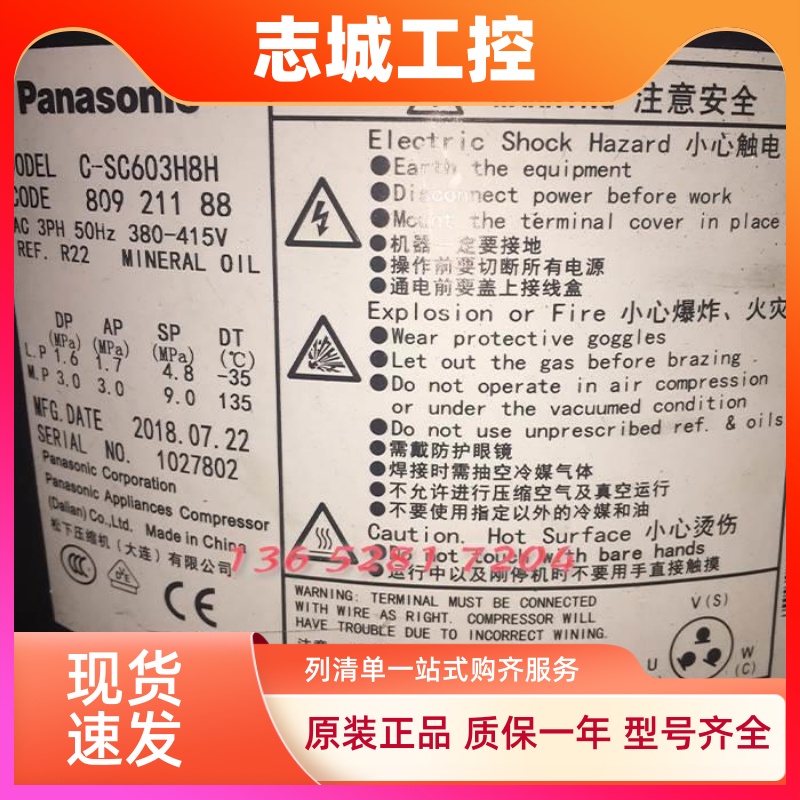 志城工控
Panasonic
ODEL C-SC603H8H
CODE 809 211 88
AC 3PH 50Hz 380-415V
REF. R22 MINERAL OIL
DP AP SP DT
(MPa) (MPa) (MPa) (℃)
L.P 1.6 1.7 4.8 -35
M.P 3.0 3.0 9.0 135
MFG.DATE 2018.07.22
SERIAL NO. 1027802
Panasonic Corporation
Panasonic Appliances Compressor
(Dalian) Co.,Ltd. Made in China
松下压缩机（大连）有限公司
CCC
CE
注意安全
Electric Shock Hazard 小心触电
●Earth the equipment
●Disconnect power before work
●Mount the terminal cover in place
●机器一定要接地
●操作前要切断所有电源
●通电前要盖上接线盒
Explosion or Fire 小心爆炸、火灾
●Wear protective goggles
●Let out the gas before brazing
●Do not operate in air compression
or under the vacuumed condition
●Do not use unprescribed ref. & oils
●需戴防护眼镜
●焊接时需抽空冷媒气体
●不允许进行压缩空气及真空运行
●不要使用指定以外的冷媒和油
Caution. Hot Surface 小心烫伤
●Do not touch with bare hands
●运行中以及刚停机时不要用手直接触摸
13652817204
WARNING: TERMINAL MUST BE CONNECTED
WITH WIRE AS RIGHT. COMPRESSOR WILL
HAVE TROUBLE DUE TO INCORRECT WINING.
V(S)
U
W
(C)
现货
速发
列清单一站式购齐服务
原装正品 质保一年 型号齐全